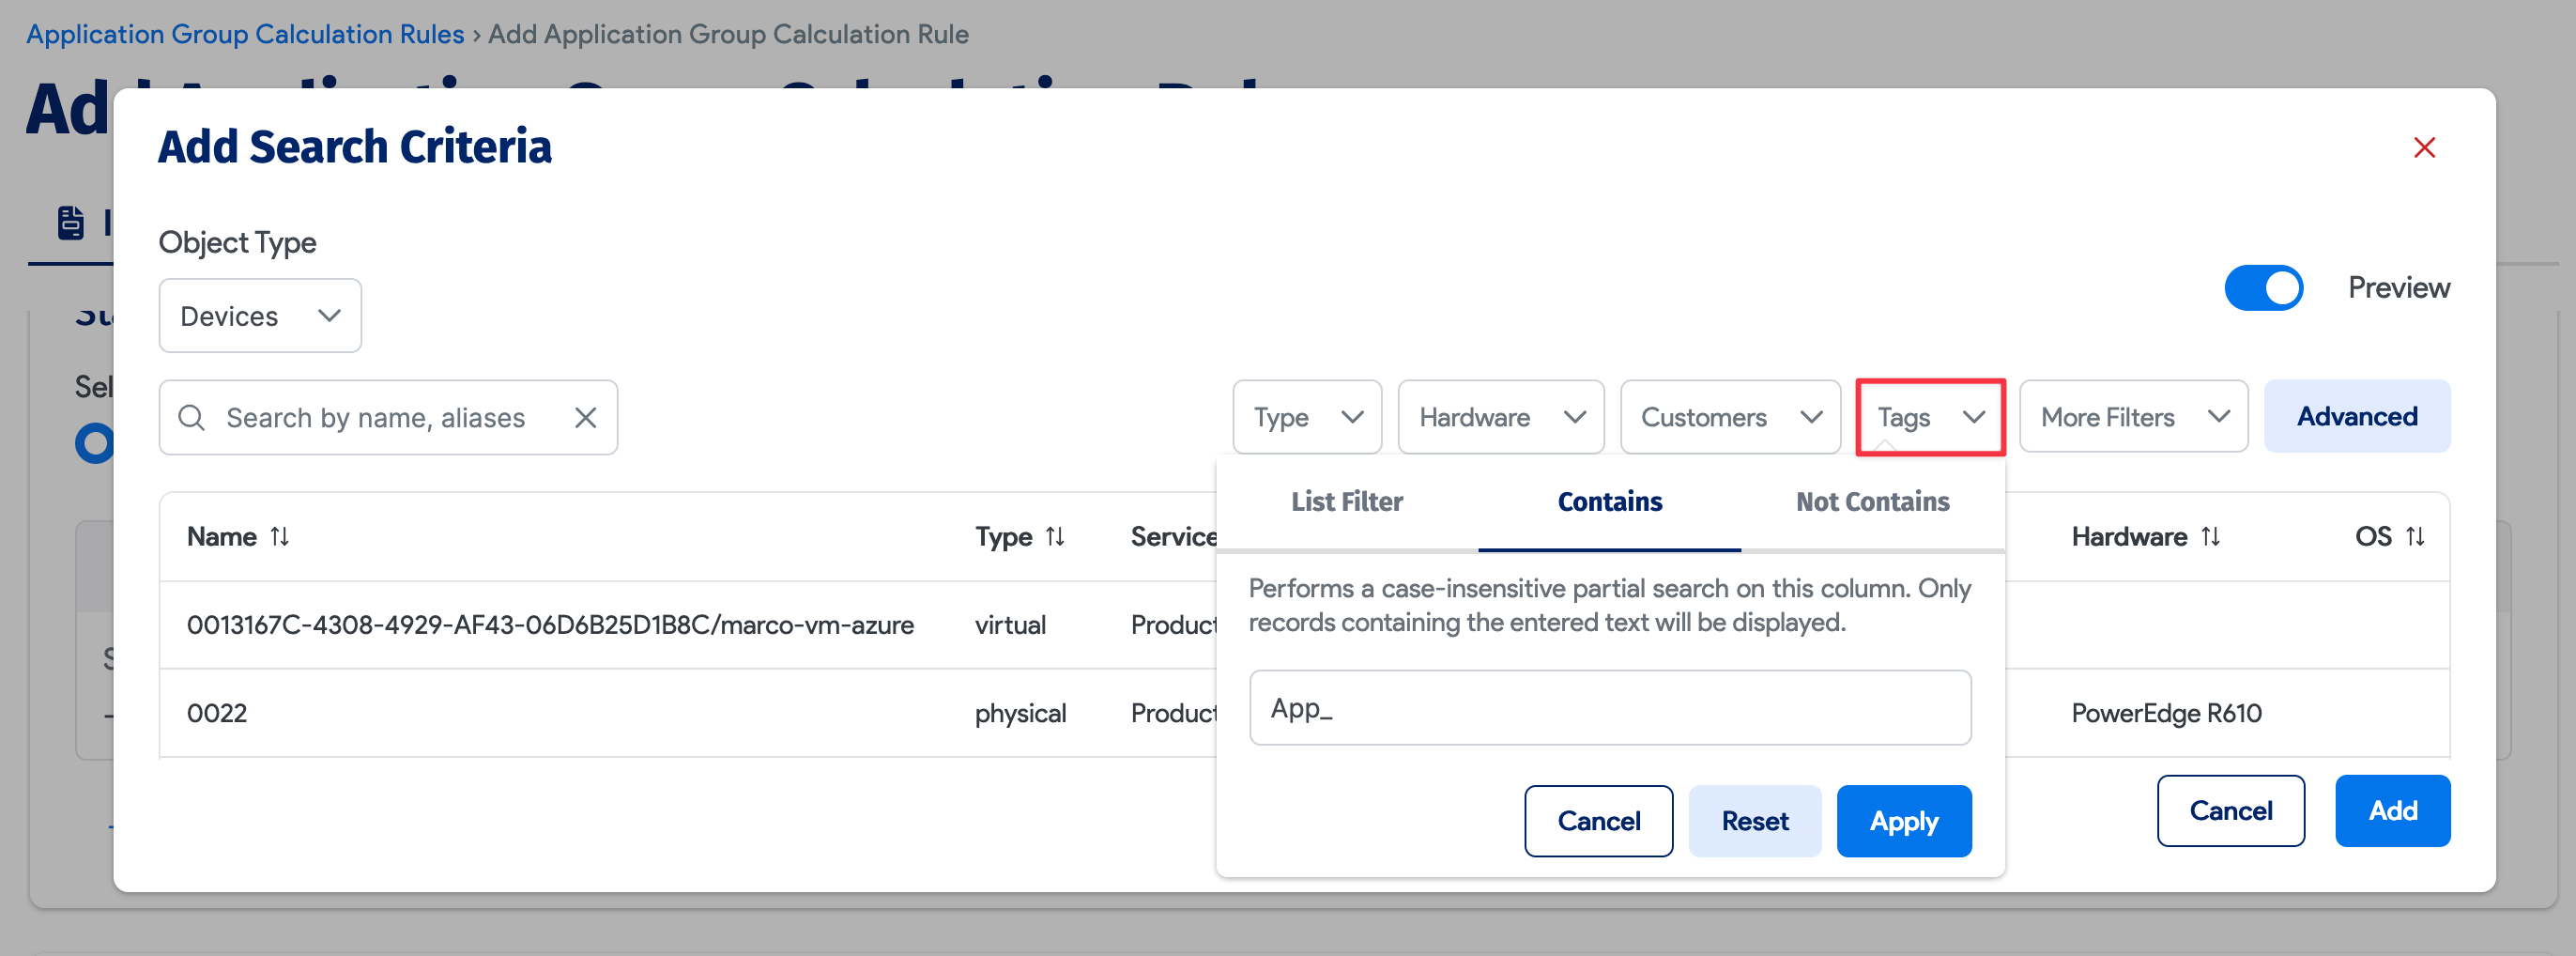 Application Group Calculation Rules › Add Application Group Calculation Rule
Ad
Add Search Criteria
Object Type
Devices
Preview
Sel
Search by name, aliases
Type
Hardware
Customers
Tags
More Filters
Advanced
List Filter
Contains
Not Contains
Name
Type
Service
Hardware
OS
Performs a case-insensitive partial search on this column. Only
records containing the entered text will be displayed.
0013167C-4308-4929-AF43-06D6B25D1B8C/marco-vm-azure
virtual
Product
0022
physical
Product
PowerEdge R610
App_
Cancel
Reset
Apply
Cancel
Add